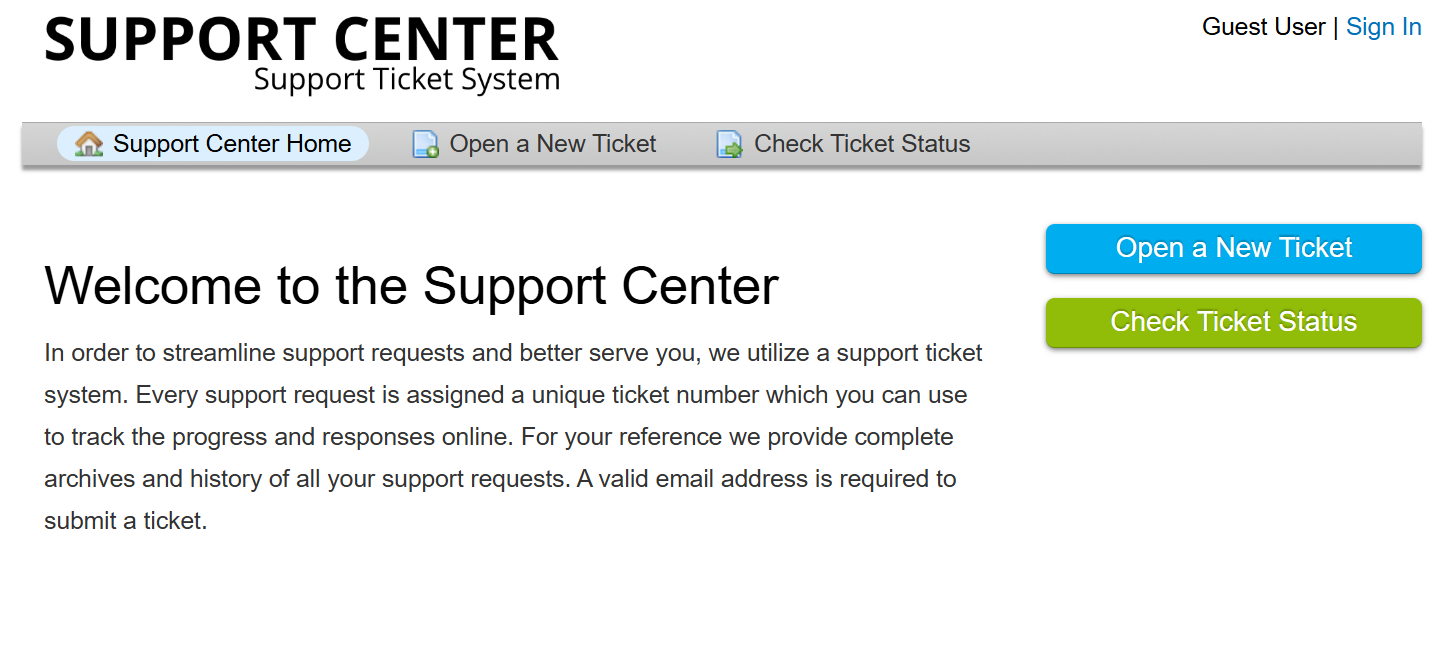 SUPPORT CENTER
Support Ticket System
Guest User | Sign In
Support Center Home
Open a New Ticket
Check Ticket Status
Open a New Ticket
Check Ticket Status
Welcome to the Support Center
In order to streamline support requests and better serve you, we utilize a support ticket
system. Every support request is assigned a unique ticket number which you can use
to track the progress and responses online. For your reference we provide complete
archives and history of all your support requests. A valid email address is required to
submit a ticket.